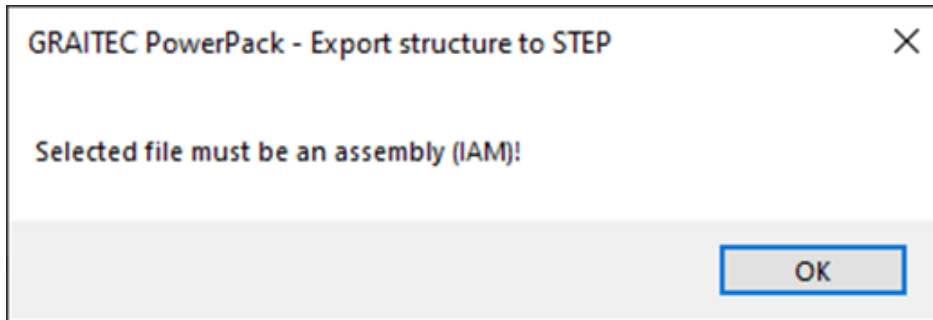 GRAITEC PowerPack - Export structure to STEP
Selected file must be an assembly (IAM)!
OK